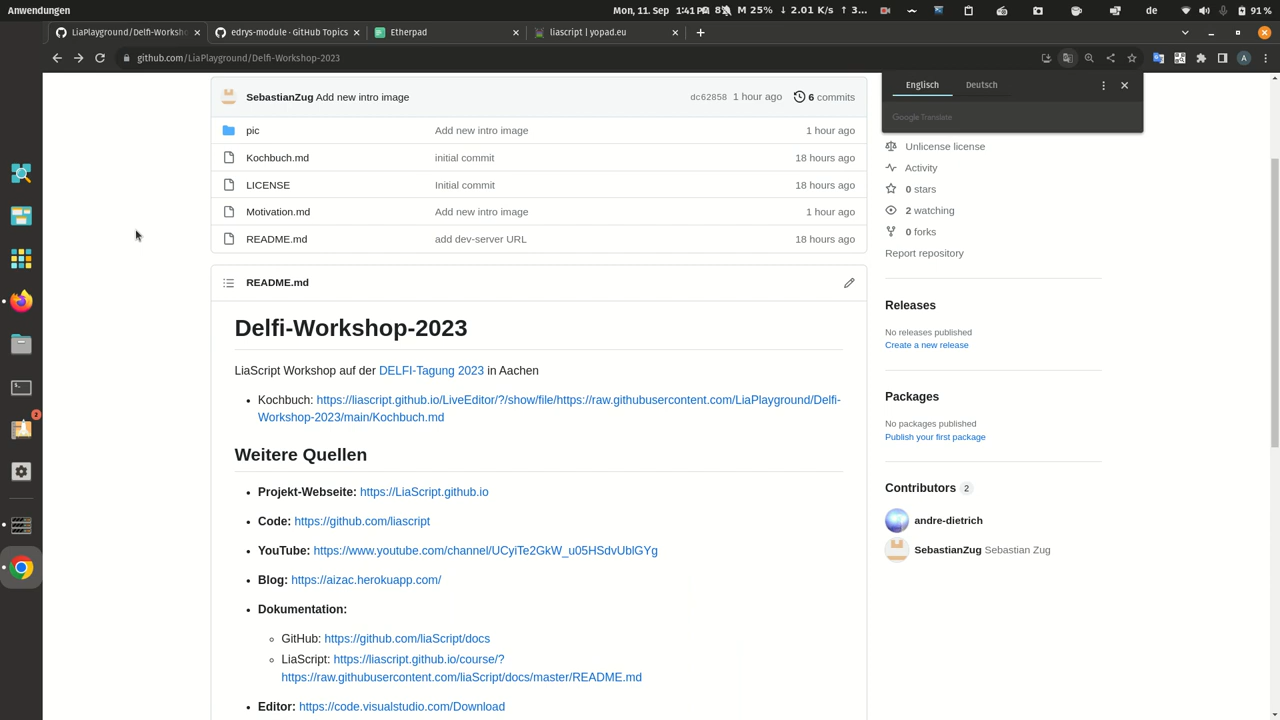 Anwendungen
Mon, 11. Sep. 1:41 PG 8 M 25% ↓ 2.01 K/s ↑ 3... de 91 %
LiaPlayground/Delfi-Worksho
edrys-module · GitHub Topics
Etherpad
liascript | yopad.eu
github.com/LiaPlayground/Delfi-Workshop-2023
A
Englisch Deutsch
Google Translate
SebastianZug Add new intro image dc62858 1 hour ago 6 commits
pic Add new intro image 1 hour ago
Kochbuch.md initial commit 18 hours ago
LICENSE Initial commit 18 hours ago
Motivation.md Add new intro image 1 hour ago
README.md add dev-server URL 18 hours ago
README.md
Delfi-Workshop-2023
LiaScript Workshop auf der DELFI-Tagung 2023 in Aachen
Kochbuch: https://liascript.github.io/LiveEditor/?/show/file/https://raw.githubusercontent.com/LiaPlayground/Delfi-
Workshop-2023/main/Kochbuch.md
Weitere Quellen
Projekt-Webseite: https://LiaScript.github.io
Code: https://github.com/liascript
YouTube: https://www.youtube.com/channel/UCyiTe2GkW_u05HSdvUblGYg
Blog: https://aizac.herokuapp.com/
Dokumentation:
GitHub: https://github.com/liaScript/docs
LiaScript: https://liascript.github.io/course/?
https://raw.githubusercontent.com/liaScript/docs/master/README.md
Editor: https://code.visualstudio.com/Download
Unlicense license
Activity
0 stars
2 watching
0 forks
Report repository
Releases
No releases published
Create a new release
Packages
No packages published
Publish your first package
Contributors 2
andre-dietrich
SebastianZug Sebastian Zug
2